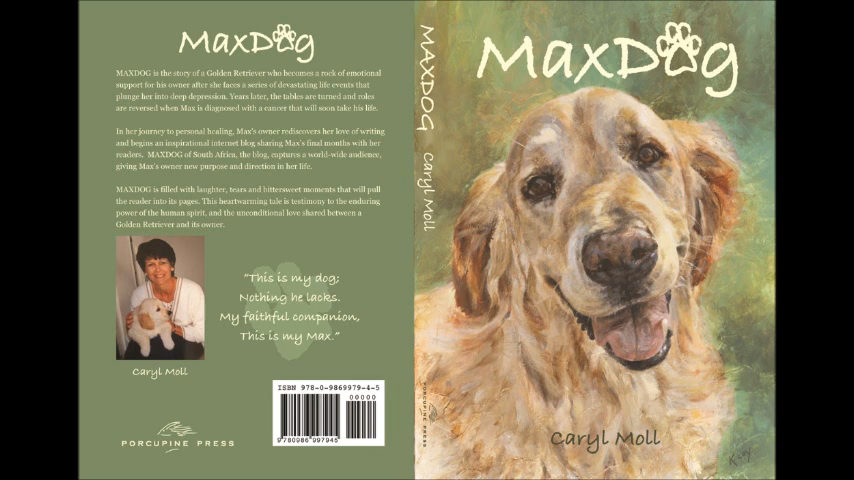 MaxDog
MAXDOG is the story of a Golden Retriever who becomes a rock of emotional
support for his owner after she faces a series of devastating life events that
plunge her into deep depression. Years later, the tables are turned and roles
are reversed when Max is diagnosed with a cancer that will soon take his life.
In her journey to personal healing, Max's owner rediscovers her love of writing
and begins an inspirational internet blog sharing Max's final months with her
readers. MAXDOG of South Africa, the blog, captures a world-wide audience,
giving Max's owner new purpose and direction in her life.
MAXDOG is filled with laughter, tears and bittersweet moments that will pull
the reader into its pages. This heartwarming tale is testimony to the enduring
power of the human spirit, and the unconditional love shared between a
Golden Retriever and its owner.
"This is my dog;
Nothing he lacks.
My faithful companion,
This is my Max."
Caryl Moll
PORCUPINE PRESS
ISBN 978-0-9869979-4-5
00000
9780986997945
MAXDOG
Caryl Moll
PORCUPINE PRESS
MaxDog
Caryl Moll